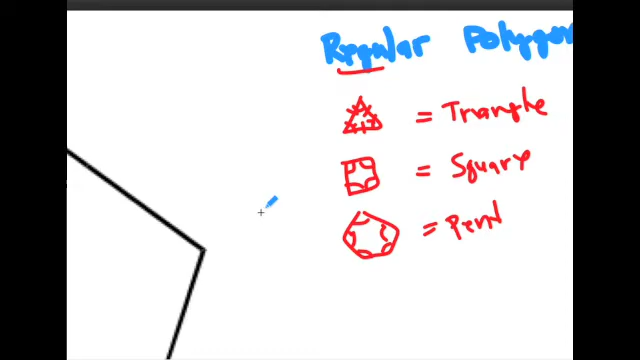 Regular Polygon
= Triangle
= Square
= Pent